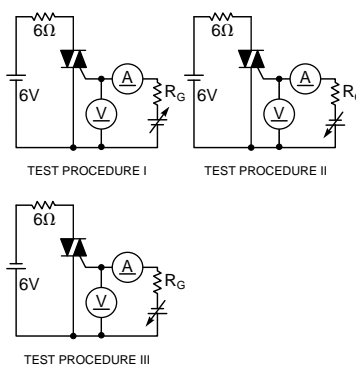 6Ω
6V
A
V
RG
TEST PROCEDURE I
6Ω
6V
A
V
RG
TEST PROCEDURE II
6Ω
6V
A
V
RG
TEST PROCEDURE III